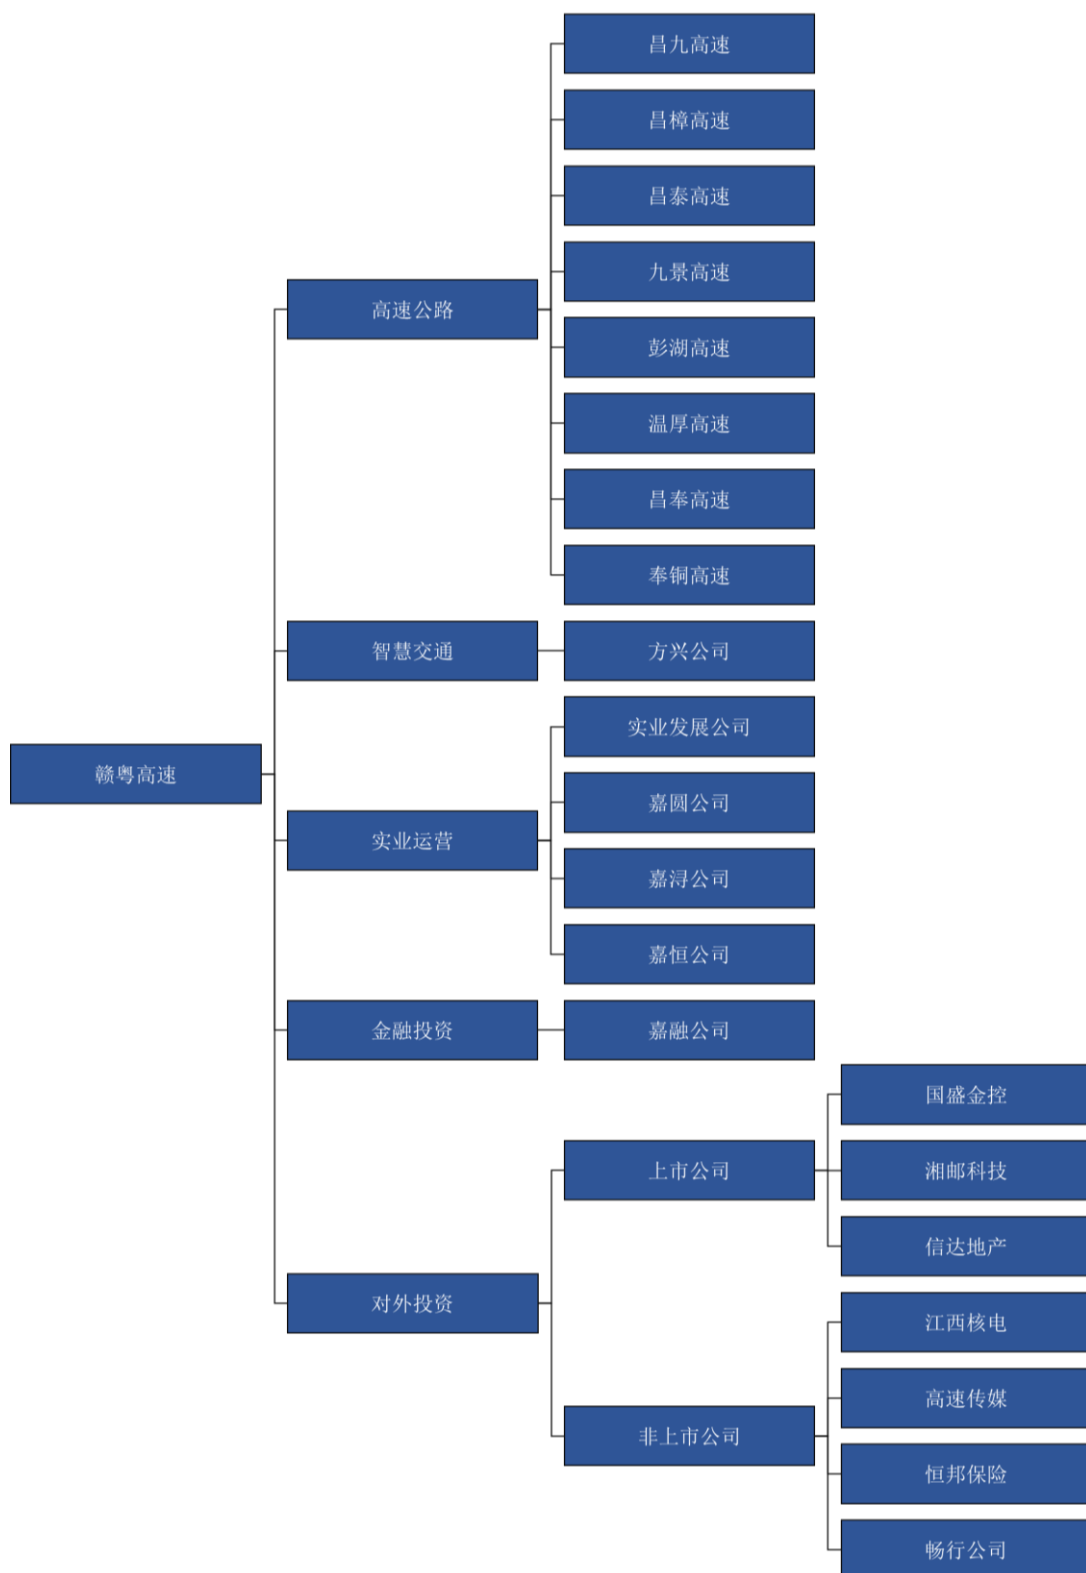 赣粤高速
高速公路
昌九高速
昌樟高速
昌泰高速
九景高速
彭湖高速
温厚高速
昌奉高速
奉铜高速
智慧交通
方兴公司
实业运营
实业发展公司
嘉圆公司
嘉浔公司
嘉恒公司
金融投资
嘉融公司
对外投资
上市公司
国盛金控
湘邮科技
信达地产
非上市公司
江西核电
高速传媒
恒邦保险
畅行公司